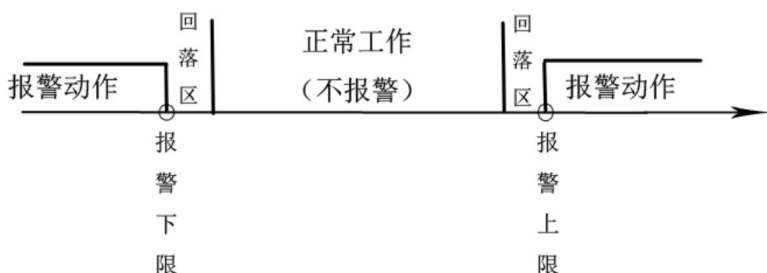 回落区
正常工作
（不报警）
回落区
报警动作
报警动作
报警下限
报警上限